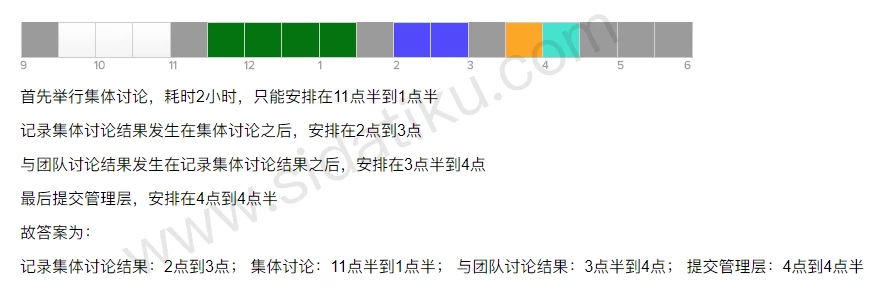 9 10 11 12 1 2 3 4 5 6
首先举行集体讨论，耗时2小时，只能安排在11点半到1点半
记录集体讨论结果发生在集体讨论之后，安排在2点到3点
与团队讨论结果发生在记录集体讨论结果之后，安排在3点半到4点
最后提交管理层，安排在4点到4点半
故答案为：
记录集体讨论结果：2点到3点； 集体讨论：11点半到1点半； 与团队讨论结果：3点半到4点； 提交管理层：4点到4点半
www.sidatiku.com